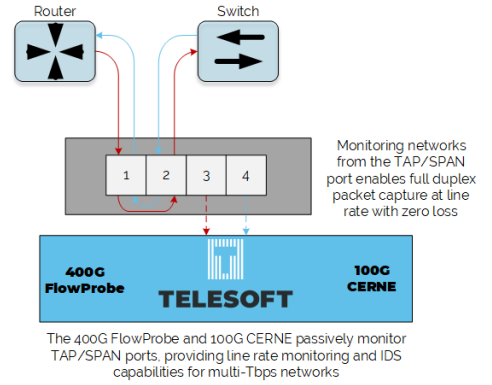 Router
Switch
1 2 3 4
Monitoring networks
from the TAP/SPAN
port enables full duplex
packet capture at line
rate with zero loss
400G
FlowProbe
TELESOFT
100G
CERNE
The 400G FlowProbe and 100G CERNE passively monitor
TAP/SPAN ports, providing line rate monitoring and IDS
capabilities for multi-Tbps networks